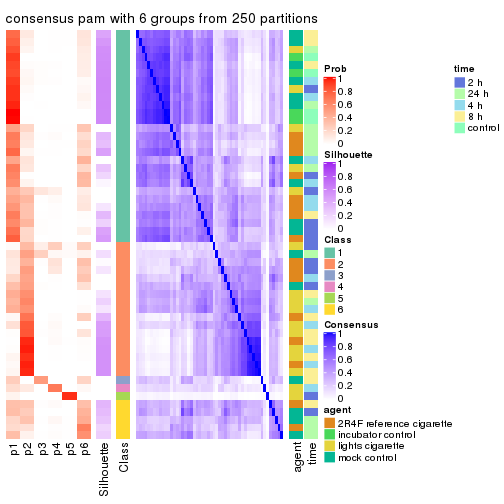 consensus pam with 6 groups from 250 partitions
Prob
1
0.8
0.6
0.4
0.2
0
Silhouette
1
0.8
0.6
0.4
0.2
0
Class
1
2
3
4
5
6
Consensus
1
0.8
0.6
0.4
0.2
0
agent
2R4F reference cigarette
incubator control
lights cigarette
mock control
time
2 h
24 h
4 h
8 h
control
p1
p2
p3
p4
p5
p6
Silhouette
Class
agent
time